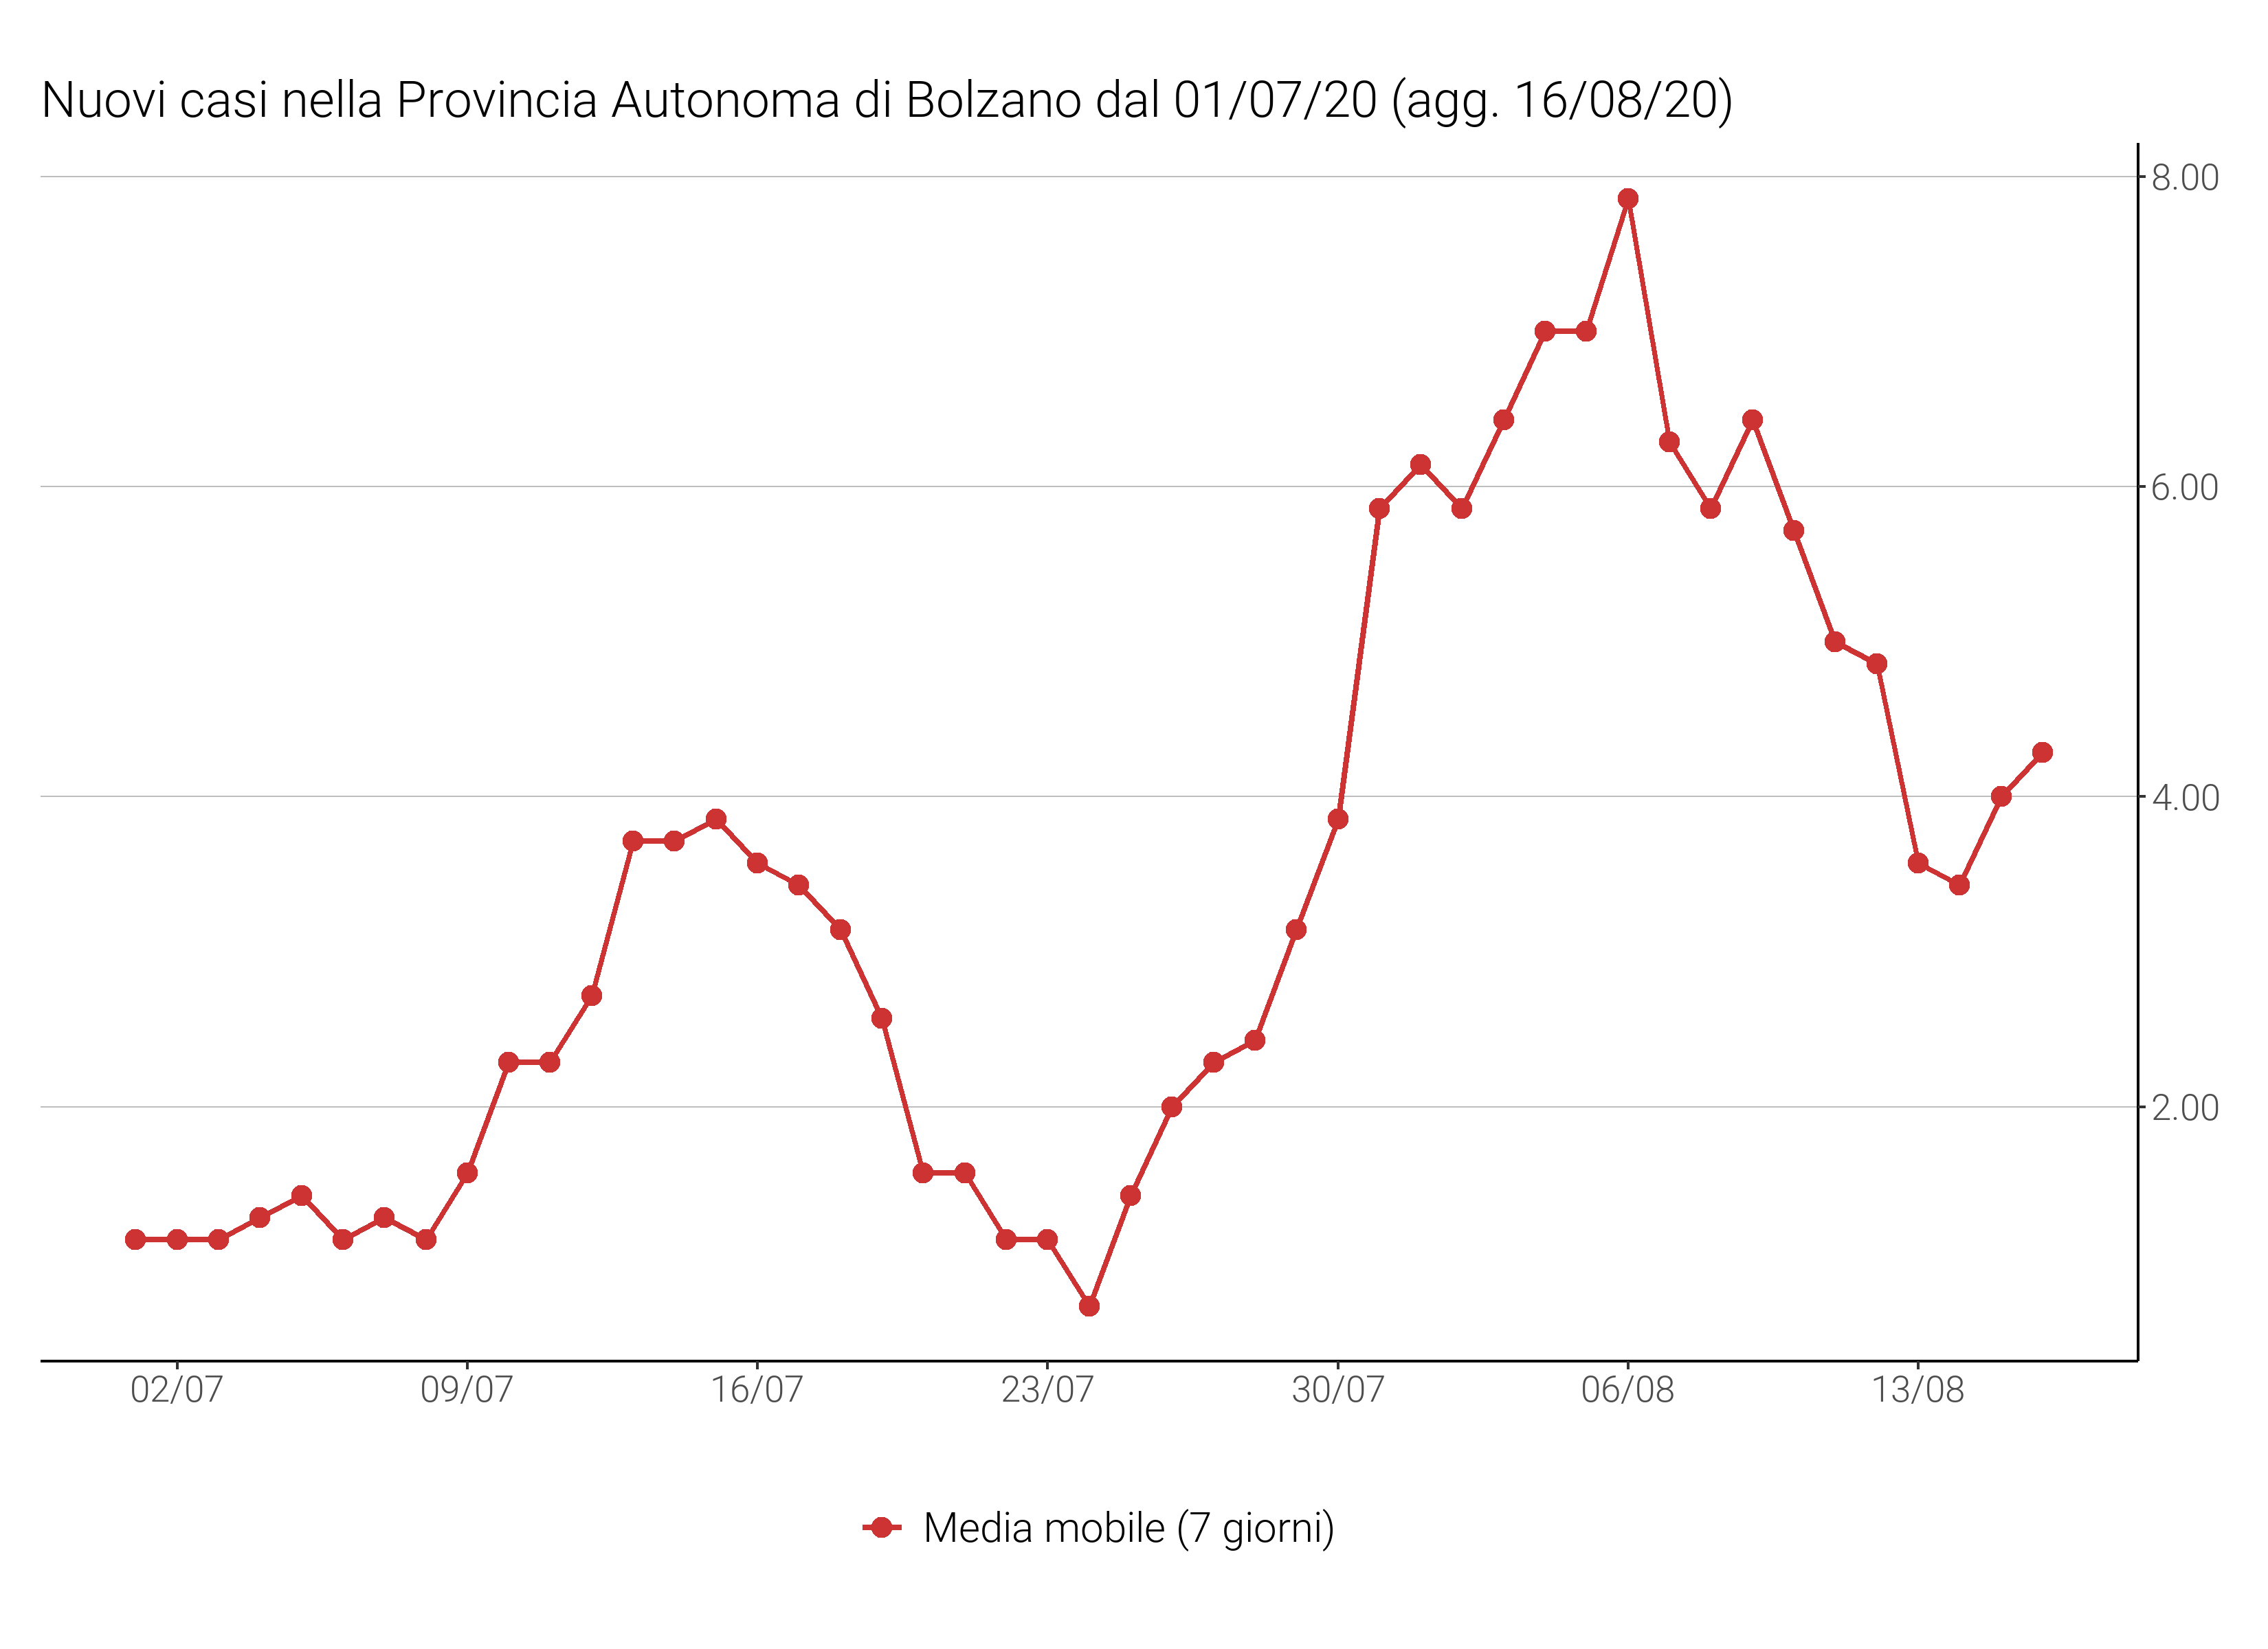 Nuovi casi nella Provincia Autonoma di Bolzano dal 01/07/20 (agg. 16/08/20)
8.00
6.00
4.00
2.00
02/07 09/07 16/07 23/07 30/07 06/08 13/08
Media mobile (7 giorni)